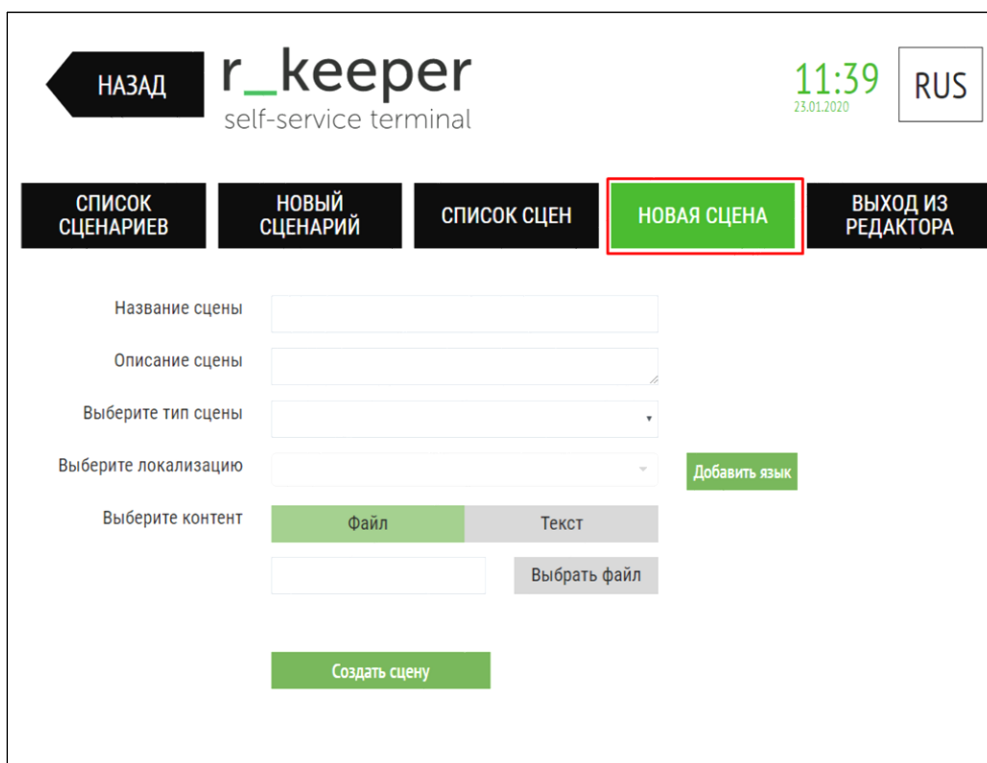 НАЗАД
r_keeper
self-service terminal
11:39
23.01.2020
RUS
СПИСОК
СЦЕНАРИЕВ
НОВЫЙ
СЦЕНАРИЙ
СПИСОК СЦЕН
НОВАЯ СЦЕНА
ВЫХОД ИЗ
РЕДАКТОРА
Название сцены
Описание сцены
Выберите тип сцены
Выберите локализацию
Добавить язык
Выберите контент
Файл
Текст
Выбрать файл
Создать сцену